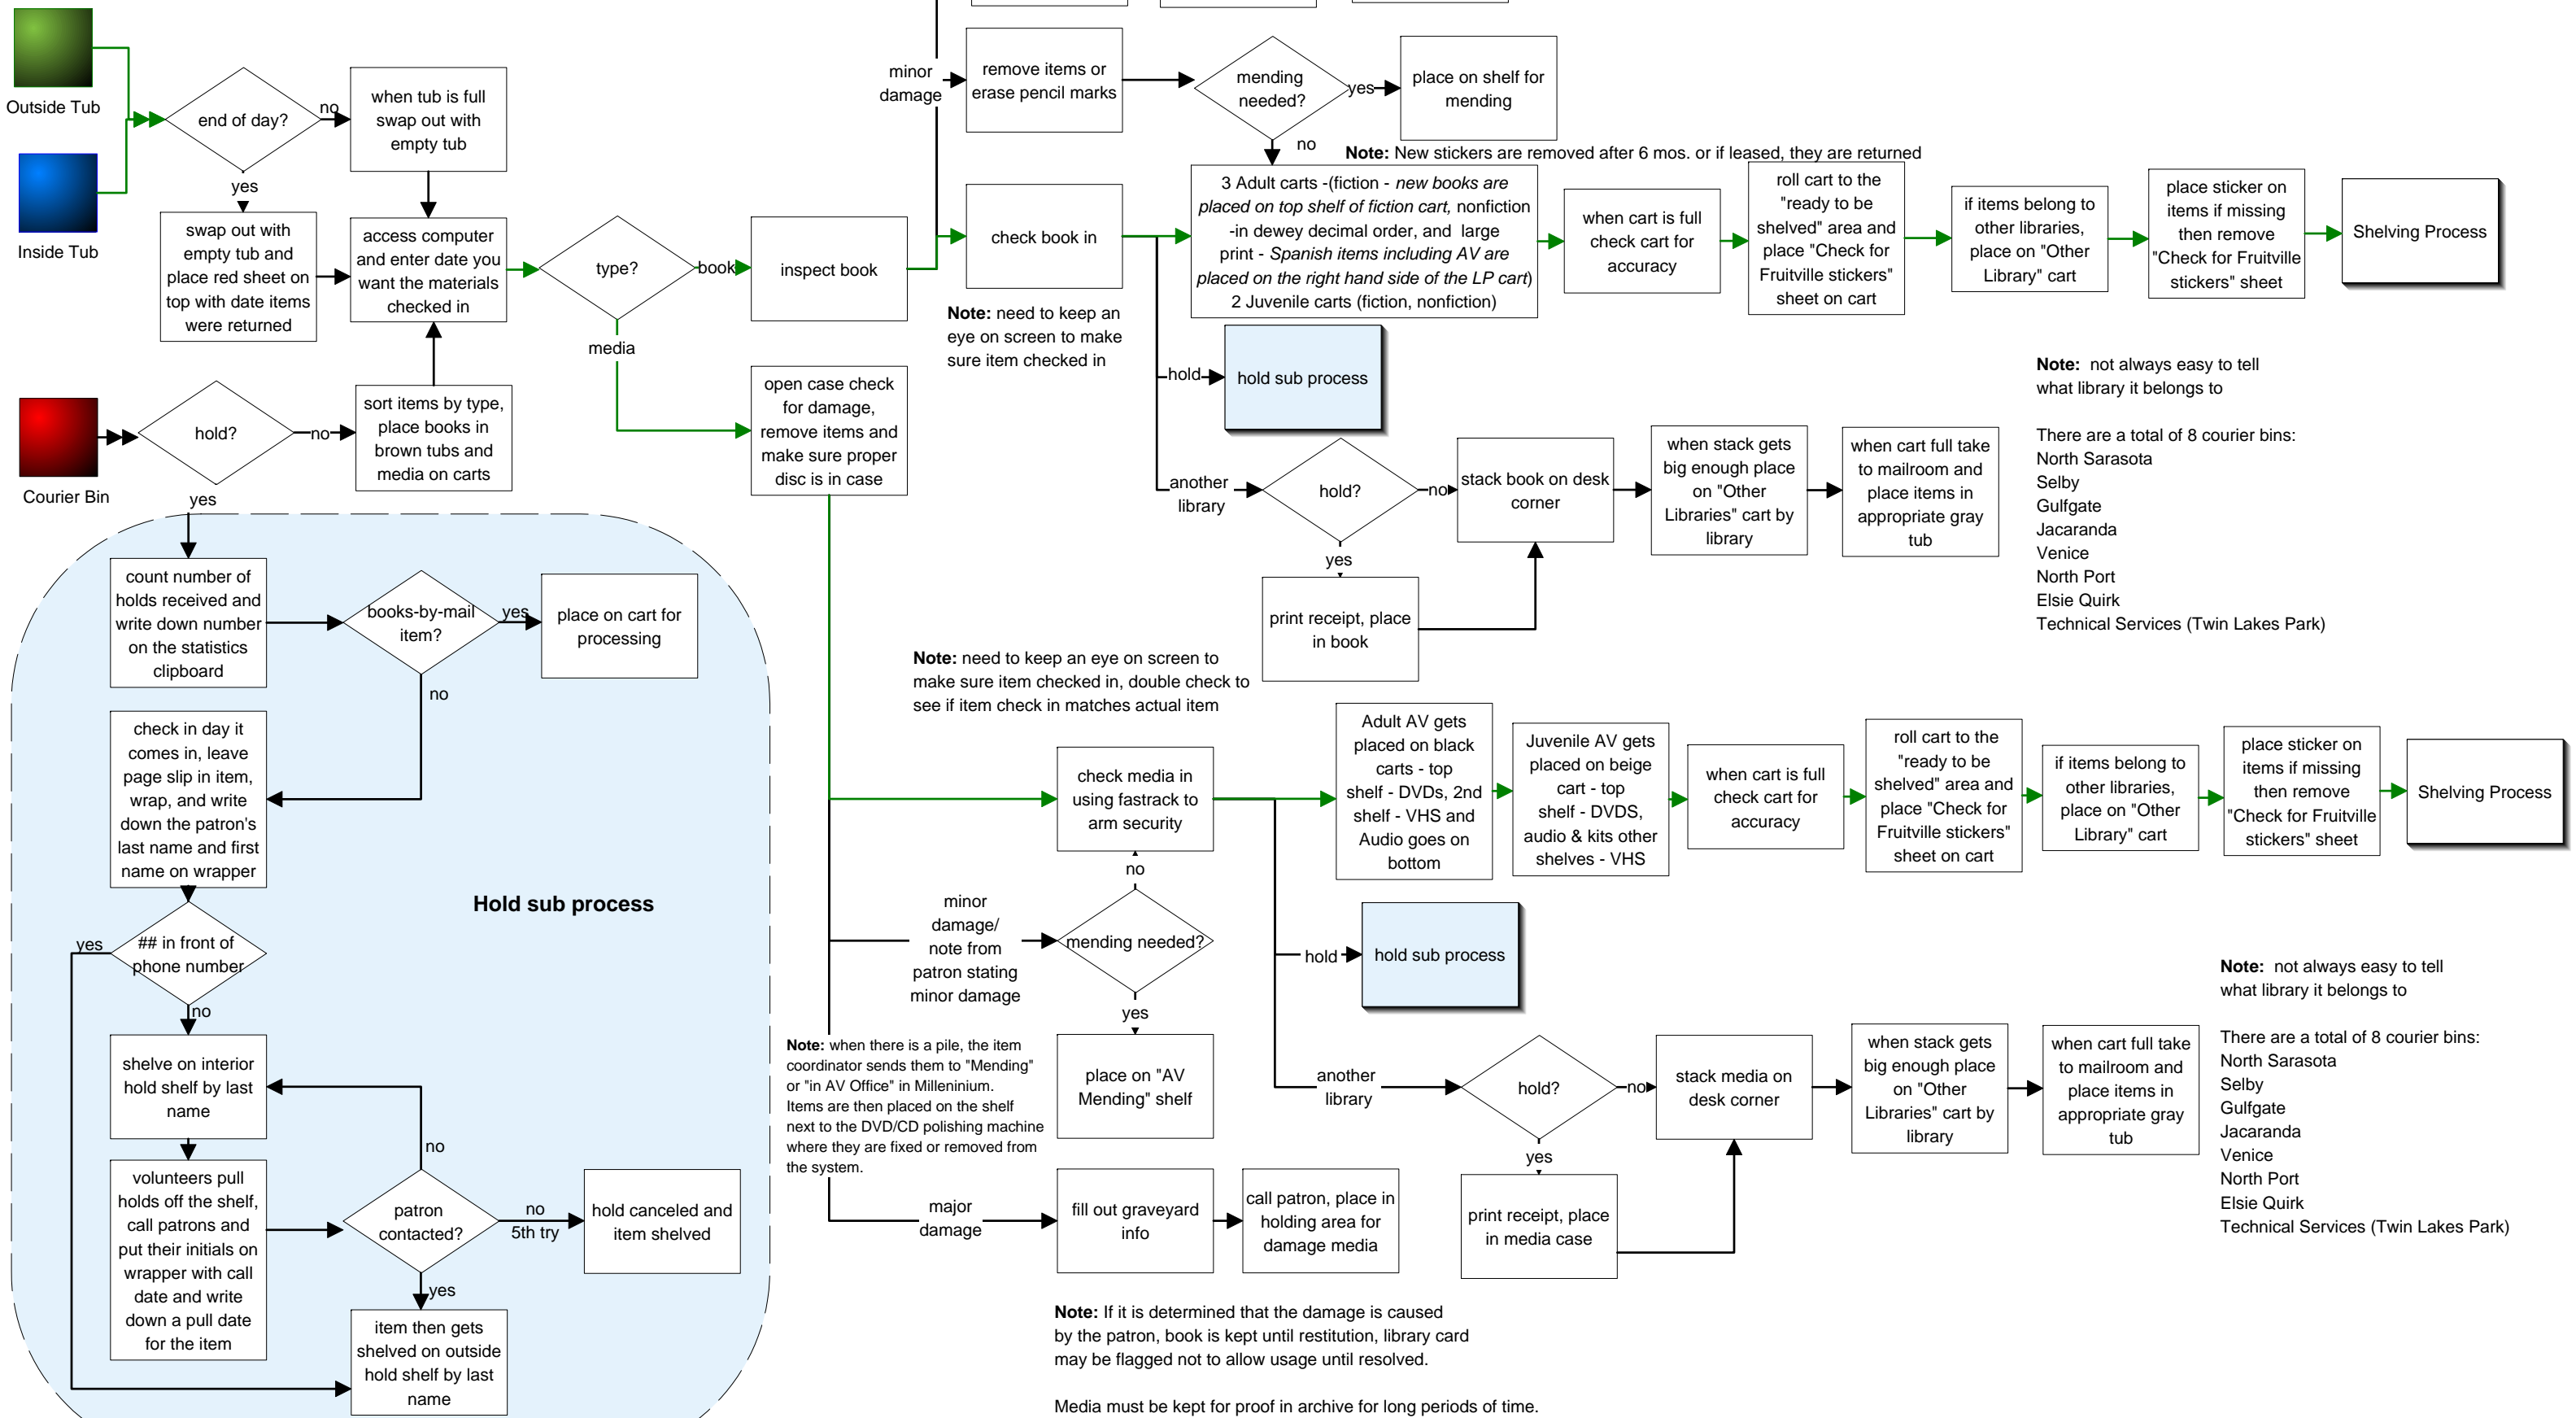 Outside Tub
Inside Tub
Courier Bin
end of day?
no
yes
when tub is full
swap out with
empty tub
swap out with
empty tub and
place red sheet on
top with date items
were returned
access computer
and enter date you
want the materials
checked in
hold?
no
yes
sort items by type,
place books in
brown tubs and
media on carts
type?
book
media
inspect book
open case check
for damage,
remove items and
make sure proper
disc is in case
minor
damage
remove items or
erase pencil marks
mending
needed?
yes
no
place on shelf for
mending
Note: New stickers are removed after 6 mos. or if leased, they are returned
check book in
Note: need to keep an
eye on screen to make
sure item checked in
3 Adult carts -(fiction - new books are
placed on top shelf of fiction cart, nonfiction
-in dewey decimal order, and large
print - Spanish items including AV are
placed on the right hand side of the LP cart)
2 Juvenile carts (fiction, nonfiction)
when cart is full
check cart for
accuracy
roll cart to the
"ready to be
shelved" area and
place "Check for
Fruitville stickers"
sheet on cart
if items belong to
other libraries,
place on "Other
Library" cart
place sticker on
items if missing
then remove
"Check for Fruitville
stickers" sheet
Shelving Process
hold
hold sub process
another
library
hold?
no
yes
stack book on desk
corner
print receipt, place
in book
when stack gets
big enough place
on "Other
Libraries" cart by
library
when cart full take
to mailroom and
place items in
appropriate gray
tub
Note: not always easy to tell
what library it belongs to
There are a total of 8 courier bins:
North Sarasota
Selby
Gulfgate
Jacaranda
Venice
North Port
Elsie Quirk
Technical Services (Twin Lakes Park)
count number of
holds received and
write down number
on the statistics
clipboard
books-by-mail
item?
yes
no
place on cart for
processing
check in day it
comes in, leave
page slip in item,
wrap, and write
down the patron's
last name and first
name on wrapper
Hold sub process
## in front of
phone number
yes
no
shelve on interior
hold shelf by last
name
volunteers pull
holds off the shelf,
call patrons and
put their initials on
wrapper with call
date and write
down a pull date
for the item
patron
contacted?
no
no
5th try
yes
hold canceled and
item shelved
item then gets
shelved on outside
hold shelf by last
name
Note: need to keep an eye on screen to
make sure item checked in, double check to
see if item check in matches actual item
check media in
using fastrack to
arm security
Adult AV gets
placed on black
carts - top
shelf - DVDs, 2nd
shelf - VHS and
Audio goes on
bottom
Juvenile AV gets
placed on beige
cart - top
shelf - DVDS,
audio & kits other
shelves - VHS
when cart is full
check cart for
accuracy
roll cart to the
"ready to be
shelved" area and
place "Check for
Fruitville stickers"
sheet on cart
if items belong to
other libraries,
place on "Other
Library" cart
place sticker on
items if missing
then remove
"Check for Fruitville
stickers" sheet
Shelving Process
minor
damage/
note from
patron stating
minor damage
no
mending needed?
yes
place on "AV
Mending" shelf
Note: when there is a pile, the item
coordinator sends them to "Mending"
or "in AV Office" in Milleninium.
Items are then placed on the shelf
next to the DVD/CD polishing machine
where they are fixed or removed from
the system.
major
damage
fill out graveyard
info
call patron, place in
holding area for
damage media
hold
hold sub process
another
library
hold?
no
yes
stack media on
desk corner
print receipt, place
in media case
when stack gets
big enough place
on "Other
Libraries" cart by
library
when cart full take
to mailroom and
place items in
appropriate gray
tub
Note: not always easy to tell
what library it belongs to
There are a total of 8 courier bins:
North Sarasota
Selby
Gulfgate
Jacaranda
Venice
North Port
Elsie Quirk
Technical Services (Twin Lakes Park)
Note: If it is determined that the damage is caused
by the patron, book is kept until restitution, library card
may be flagged not to allow usage until resolved.
Media must be kept for proof in archive for long periods of time.